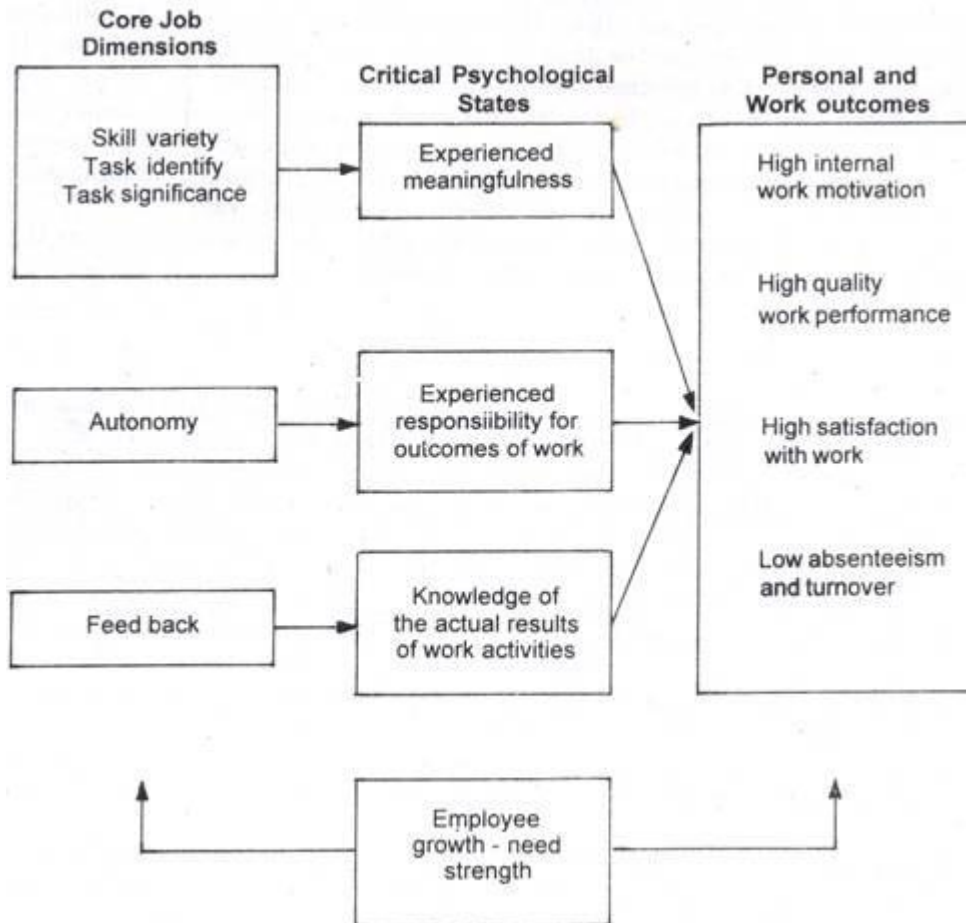 Core Job
Dimensions
Skill variety
Task identify
Task significance
Critical Psychological
States
Experienced
meaningfulness
Personal and
Work outcomes
High internal
work motivation
High quality
work performance
High satisfaction
with work
Low absenteeism
and turnover
Autonomy
Experienced
responsiibility for
outcomes of work
Feed back
Knowledge of
the actual results
of work activities
Employee
growth - need
strength